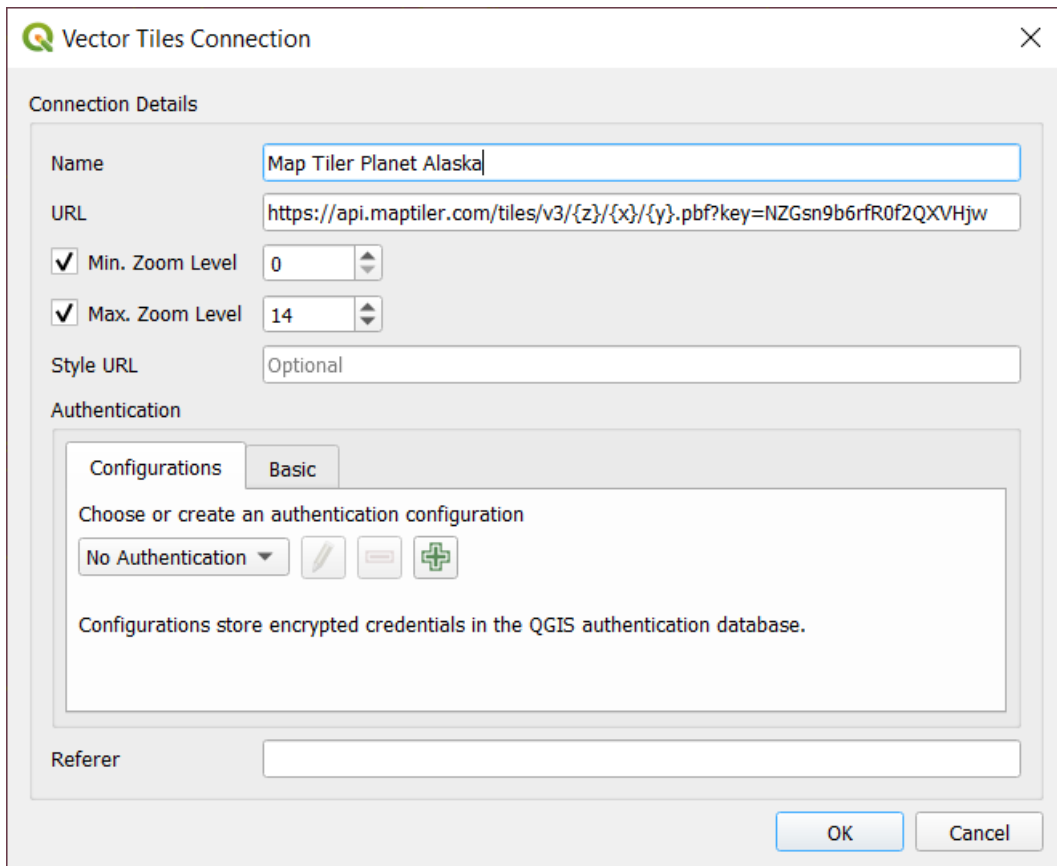 Vector Tiles Connection
Connection Details
Name Map Tiler Planet Alaska
URL https://api.maptiler.com/tiles/v3/{z}/{x}/{y}.pbf?key=NZGsn9b6rfR0f2QXVHjw
Min. Zoom Level 0
Max. Zoom Level 14
Style URL Optional
Authentication
Configurations Basic
Choose or create an authentication configuration
No Authentication
Configurations store encrypted credentials in the QGIS authentication database.
Referer
OK Cancel